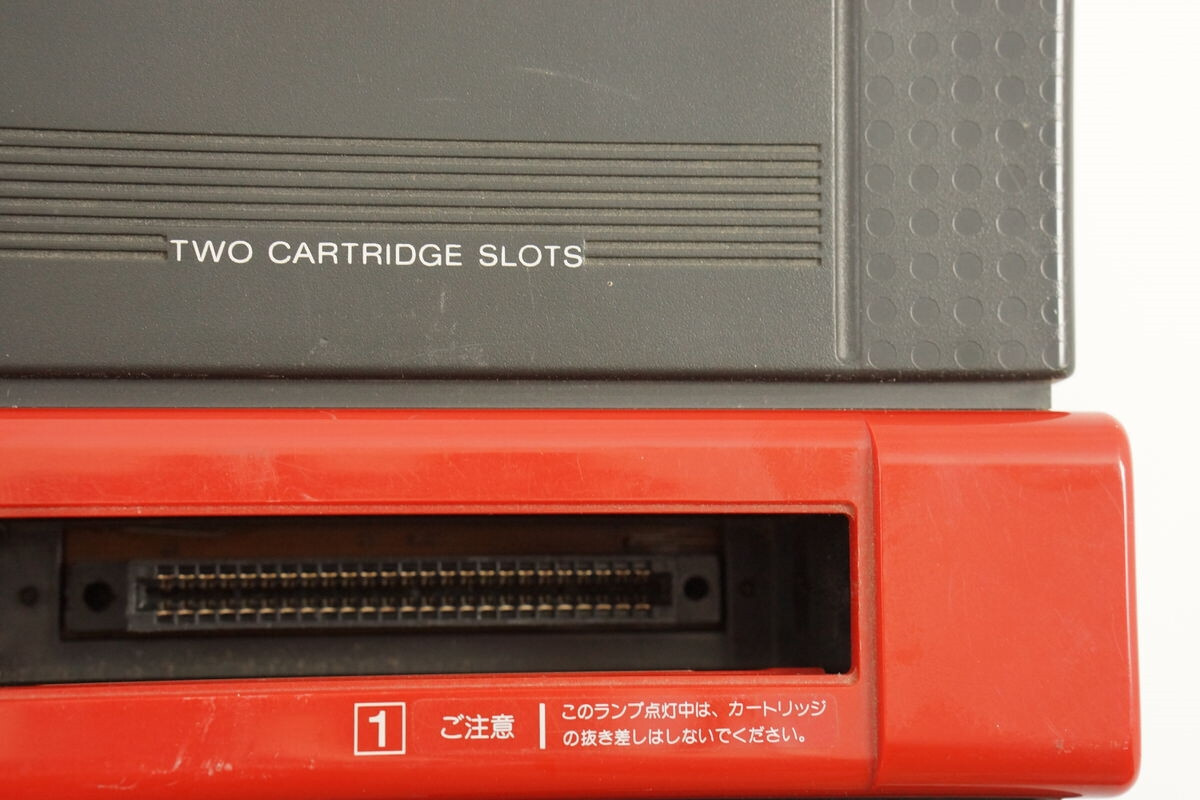 TWO CARTRIDGE SLOTS
1 ご注意
このランプ点灯中は、カートリッジ
の抜き差しはしないでください。